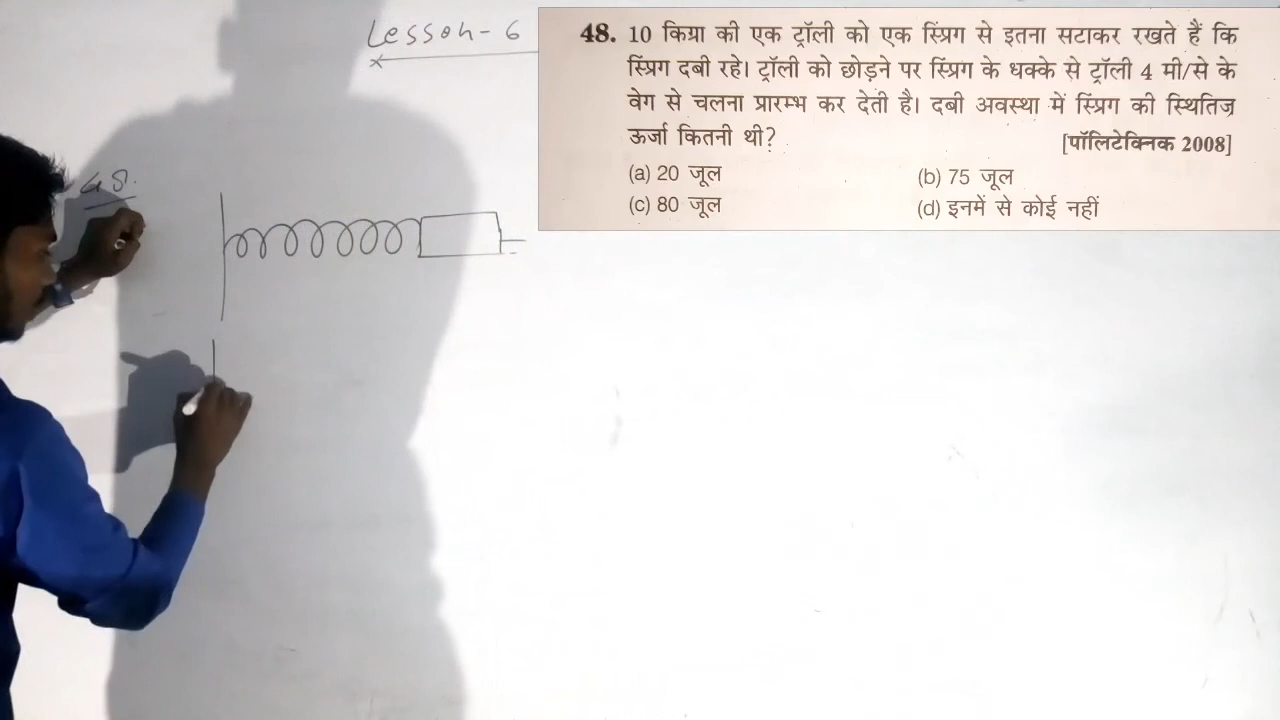 Lesson-6
48. 10 किग्रा की एक ट्रॉली को एक स्प्रिंग से इतना सटाकर रखते हैं कि
स्प्रिंग दबी रहे। ट्रॉली को छोड़ने पर स्प्रिंग के धक्के से ट्रॉली 4 मी/से के
वेग से चलना प्रारम्भ कर देती है। दबी अवस्था में स्प्रिंग की स्थितिज
ऊर्जा कितनी थी? [पॉलिटेक्निक 2008]
(a) 20 जूल (b) 75 जूल
(c) 80 जूल (d) इनमें से कोई नहीं